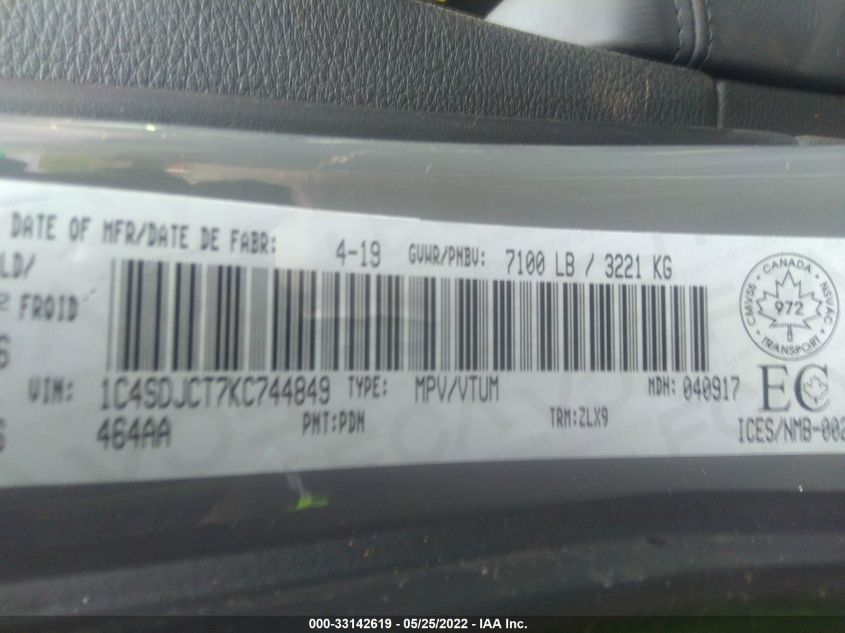 DATE OF MFR/DATE DE FABR: 4-19 GVWR/PNBV: 7100 LB / 3221 KG
LD/
FROID
CANADA
CMVSS NSVAC
972
TRANSPORT
VIN: 1C4SDJCT7KC744849 TYPE: MPV/VTUM MDH: 040917
EC
464AA PNT:PDN TRM:ZLX9 ICES/NMB-002
000-33142619 - 05/25/2022 - IAA Inc.